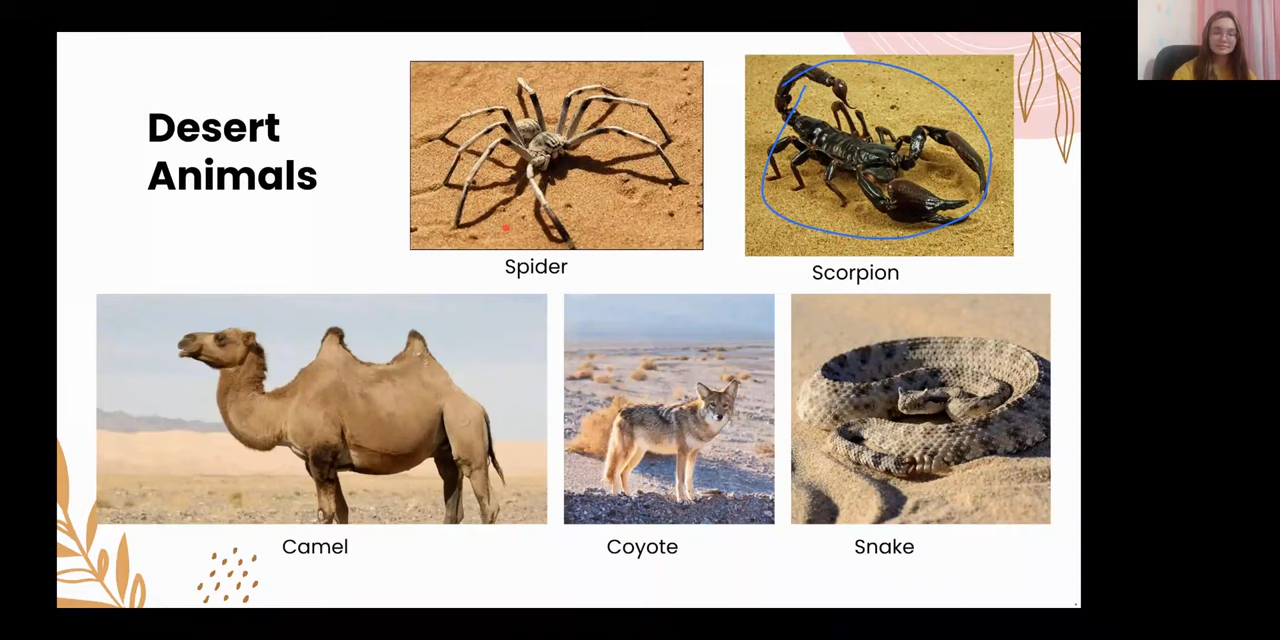 Desert
Animals
Spider
Scorpion
Camel
Coyote
Snake